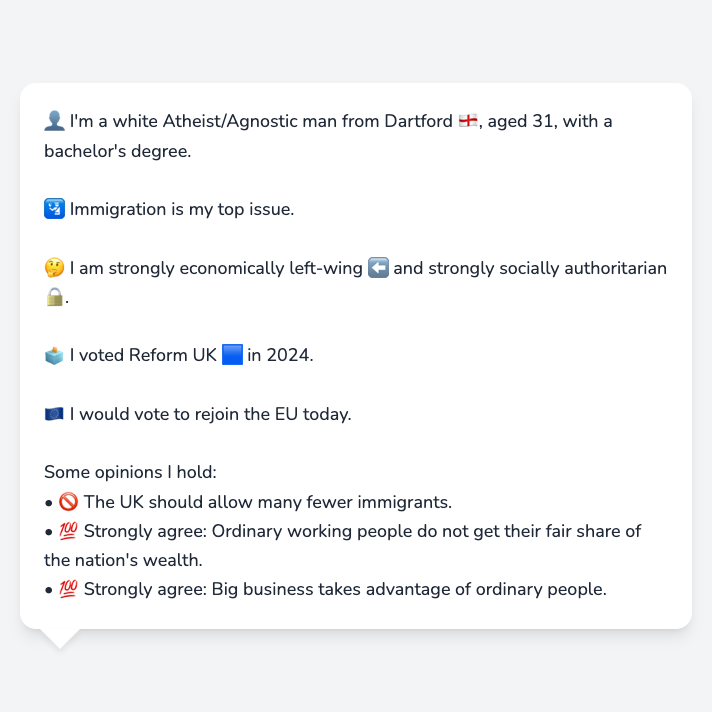 👤 I'm a white Atheist/Agnostic man from Dartford 🏴󠁧󠁢󠁥󠁮󠁧󠁿, aged 31, with a
bachelor's degree.
🛂 Immigration is my top issue.
🤔 I am strongly economically left-wing ⬅️ and strongly socially authoritarian
🔒.
🗳️ I voted Reform UK 🟦 in 2024.
🇪🇺 I would vote to rejoin the EU today.
Some opinions I hold:
• 🚫 The UK should allow many fewer immigrants.
• 💯 Strongly agree: Ordinary working people do not get their fair share of
the nation's wealth.
• 💯 Strongly agree: Big business takes advantage of ordinary people.